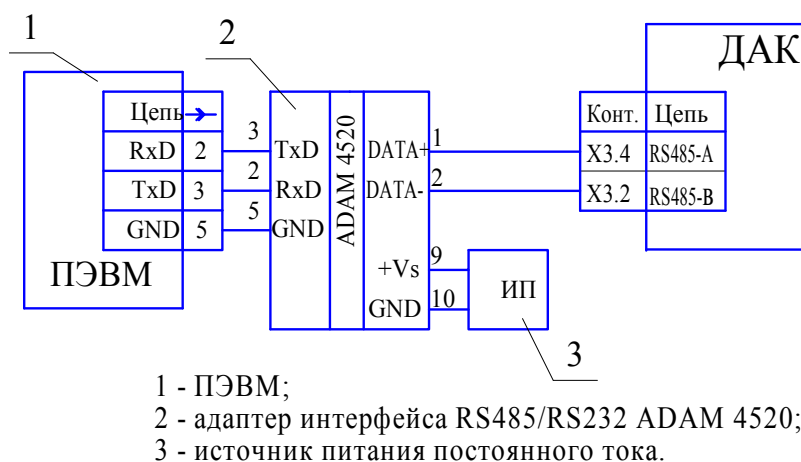 1
2
ДАК
Цепь
RxD 2
TxD 3
GND 5
ПЭВМ
3
2
5
TxD
RxD
GND
ADAM 4520
DATA+
DATA-
+Vs
GND
1
2
9
10
ИП
3
Конт. Цепь
X3.4 RS485-A
X3.2 RS485-B
1 - ПЭВМ;
2 - адаптер интерфейса RS485/RS232 ADAM 4520;
3 - источник питания постоянного тока.